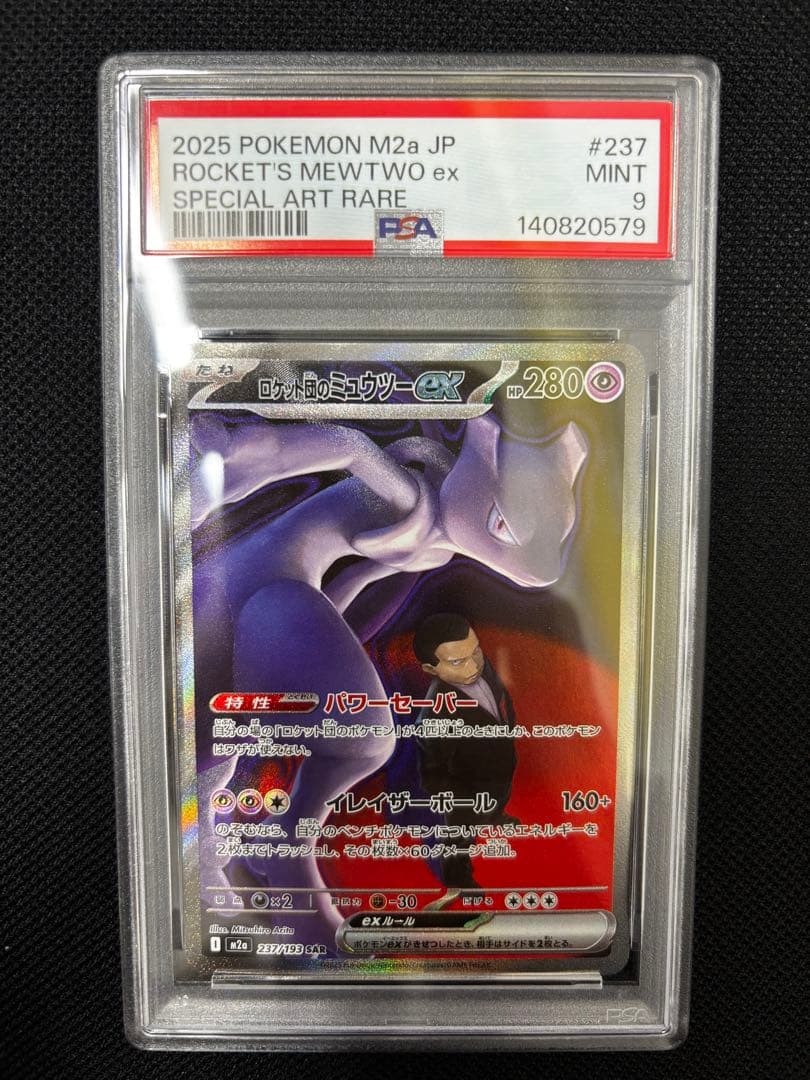 2025 POKEMON M2a JP #237
ROCKET'S MEWTWO ex MINT
SPECIAL ART RARE 9
PSA 140820579
たね
ロケット団のミュウツーex HP280
特性 パワーセーバー
自分の場の「ロケット団のポケモン」が4匹以上のときにしか、このポケモン
はワザが使えない。
イレイザーボール 160+
のぞむなら、自分のベンチポケモンについているエネルギーを
2枚までトラッシュし、その枚数×60ダメージ追加。
弱点 ×2 抵抗力 -30 にげる
exルール
ポケモンexがきぜつしたとき、相手はサイドを2枚とる。
Illus. Mitsuhiro Arita
I M2a 237/193 SAR
PSA